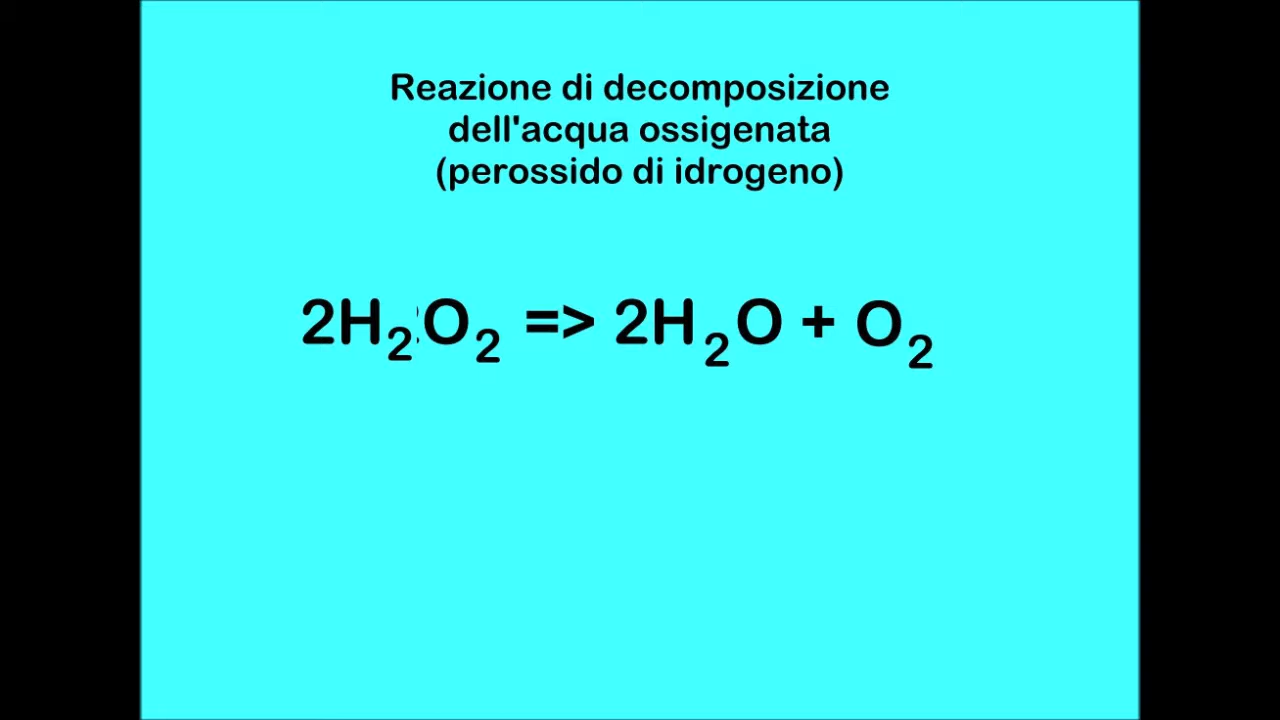 Reazione di decomposizione
dell'acqua ossigenata
(perossido di idrogeno)
2H₂O₂ => 2H₂O + O₂